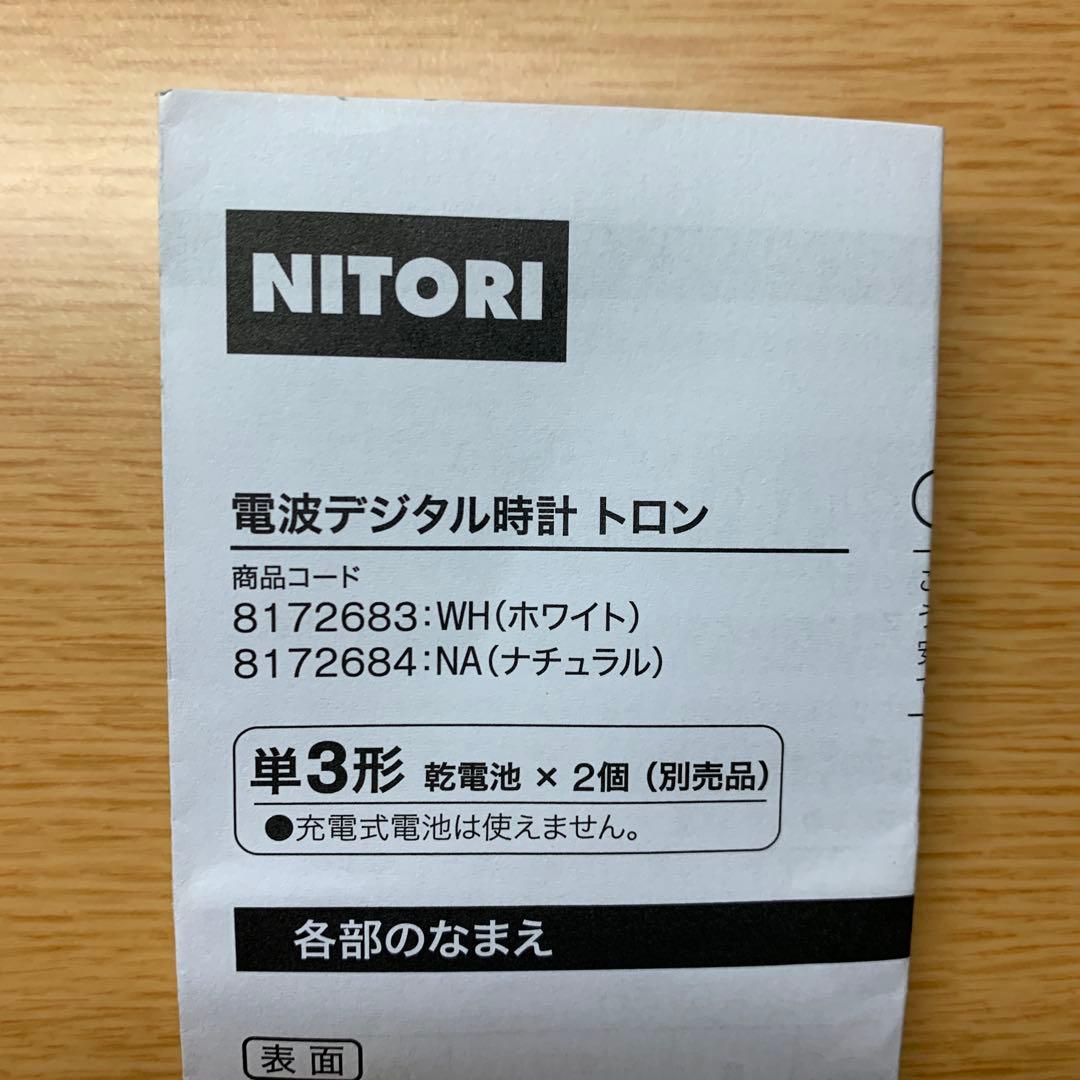 NITORI
電波デジタル時計 トロン
商品コード
8172683:WH(ホワイト)
8172684:NA(ナチュラル)
単3形 乾電池 × 2個 (別売品)
●充電式電池は使えません。
各部のなまえ
表面